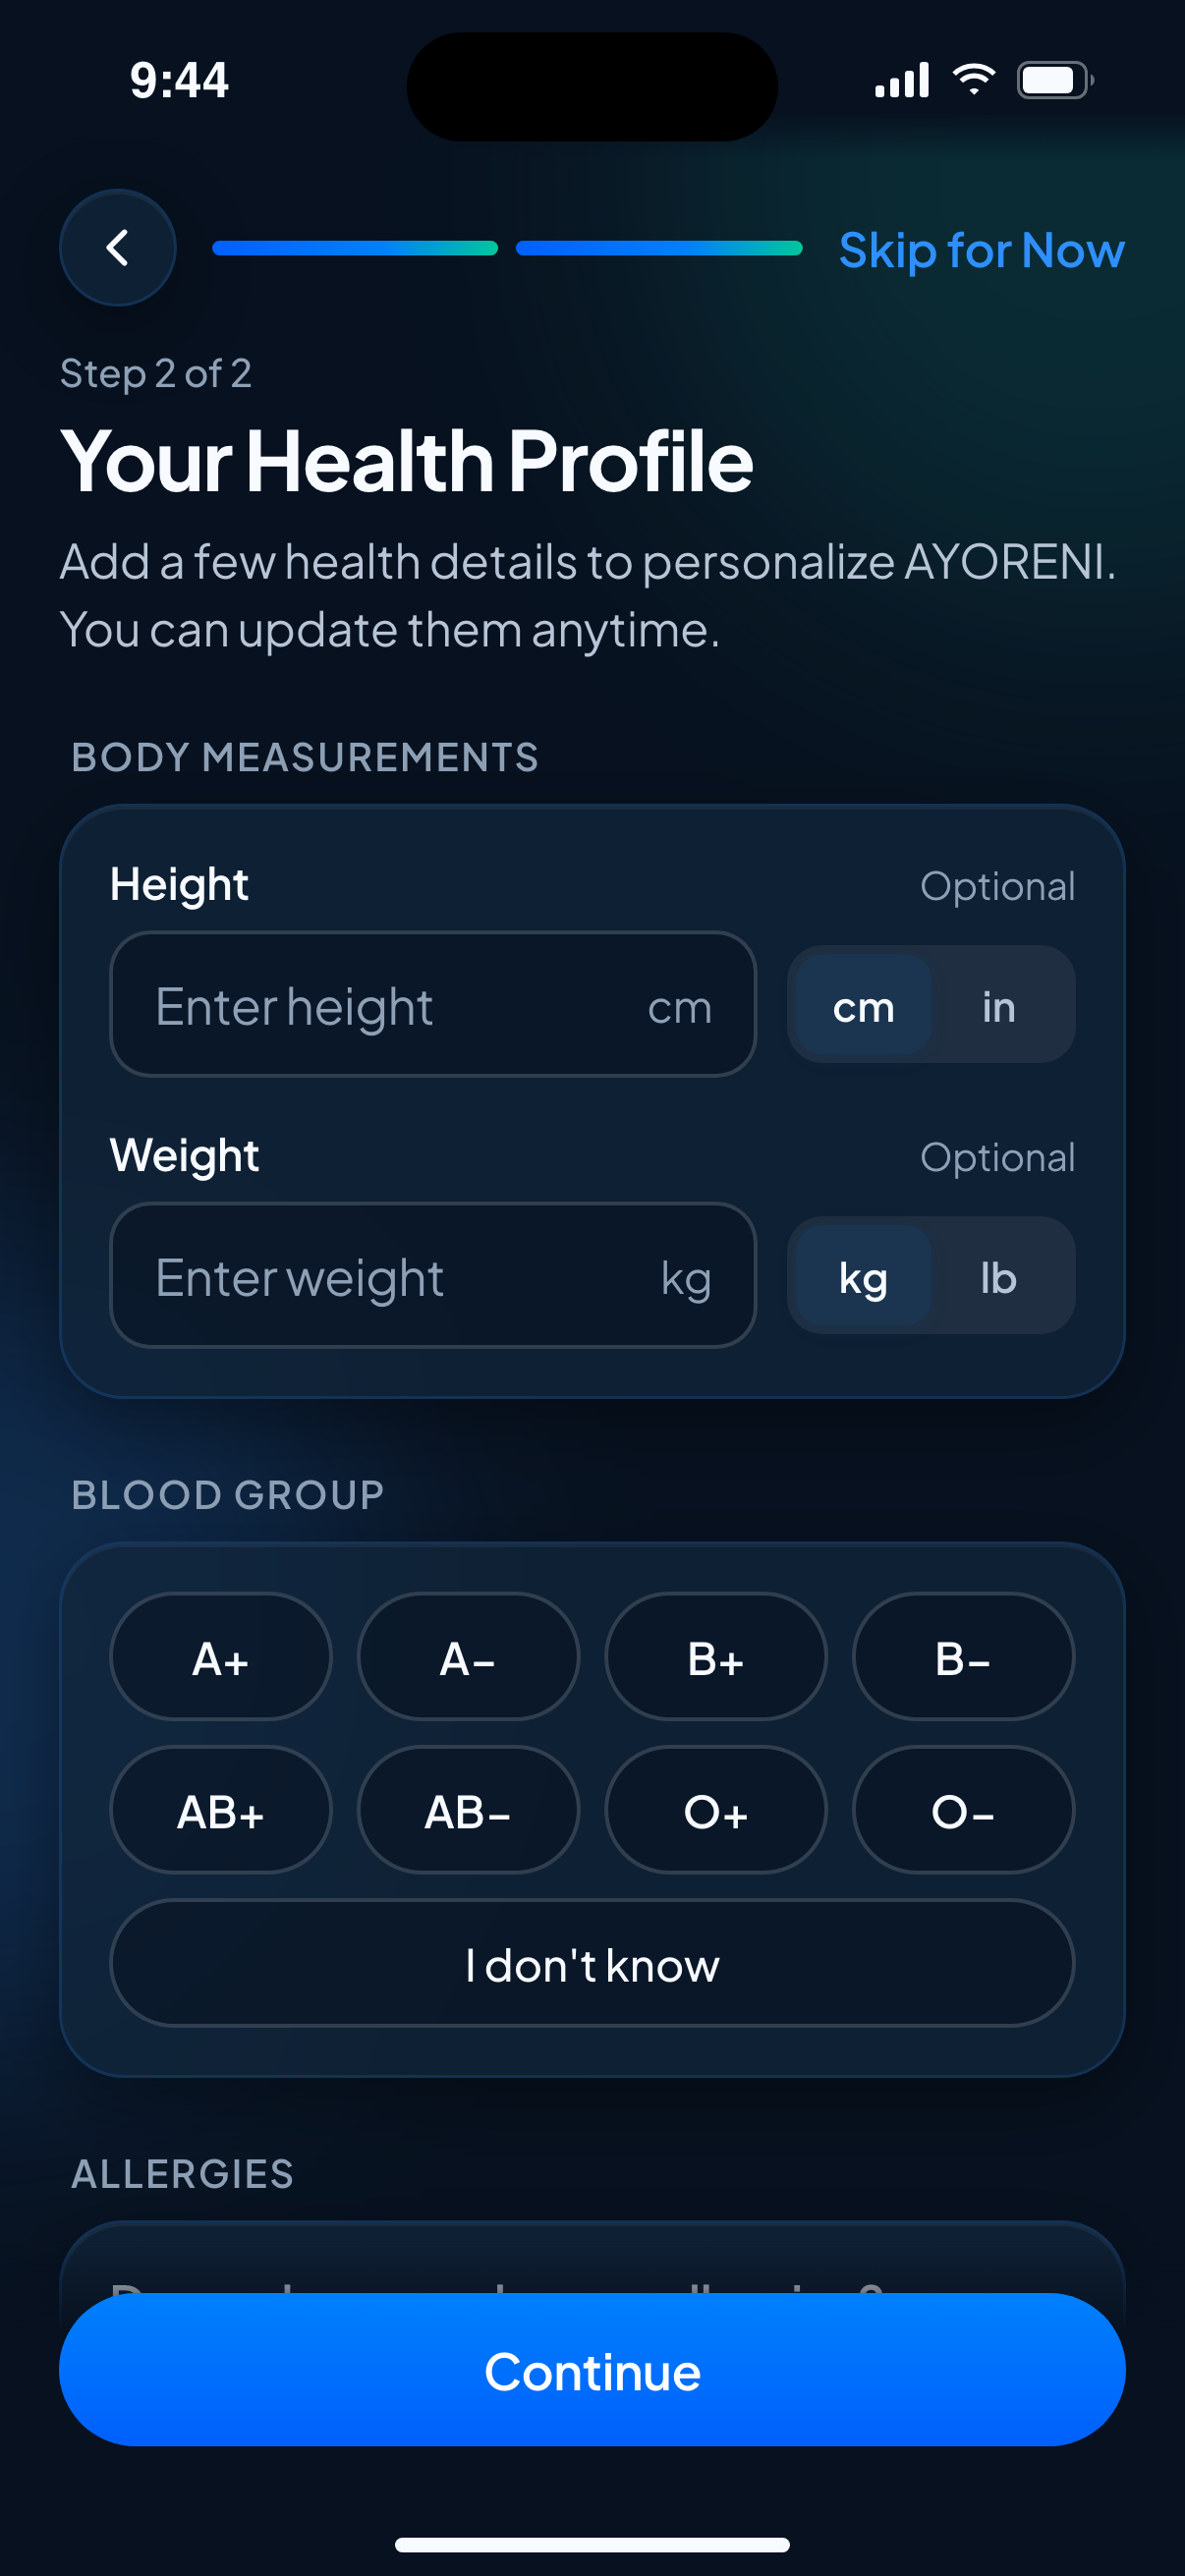 9:44
Skip for Now
Step 2 of 2
Your Health Profile
Add a few health details to personalize AYORENI.
You can update them anytime.
BODY MEASUREMENTS
Height Optional
Enter height cm cm in
Weight Optional
Enter weight kg kg lb
BLOOD GROUP
A+ A− B+ B−
AB+ AB− O+ O−
I don't know
ALLERGIES
Continue